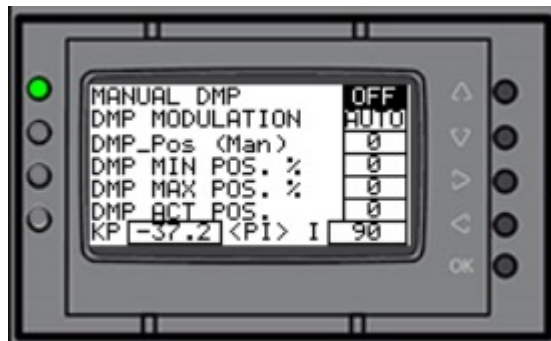 MANUAL DMP OFF
DMP MODULATION AUTO
DMP_Pos (Man) 0
DMP MIN POS. % 0
DMP MAX POS. % 0
DMP ACT POS. 0
KP -37.2 <PI> I 90
OK